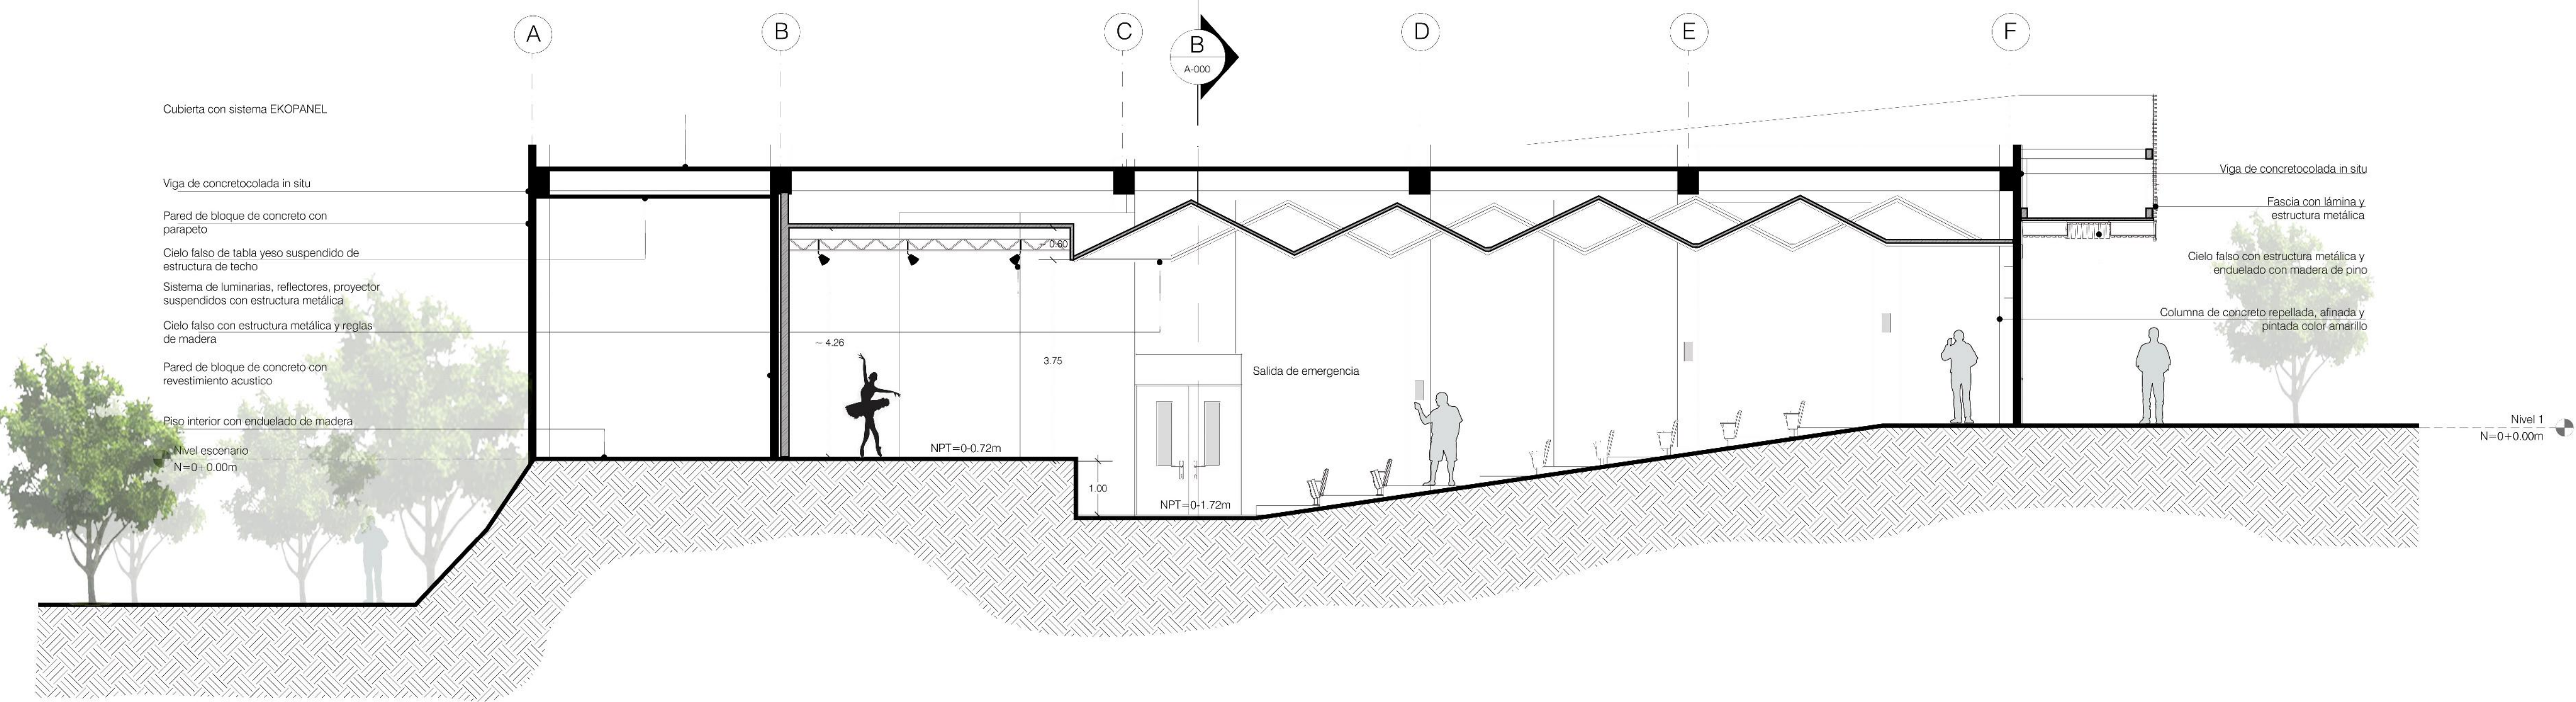 A
B
C
B
A-000
D
E
F
Cubierta con sistema EKOPANEL
Viga de concretocolada in situ
Pared de bloque de concreto con
parapeto
Cielo falso de tabla yeso suspendido de
estructura de techo
Sistema de luminarias, reflectores, proyector
suspendidos con estructura metálica
Cielo falso con estructura metálica y reglas
de madera
Pared de bloque de concreto con
revestimiento acustico
Piso interior con enduelado de madera
Nivel escenario
N=0+0.00m
~ 4.26
~ 0.60
3.75
NPT=0-0.72m
1.00
NPT=0-1.72m
Salida de emergencia
Viga de concretocolada in situ
Fascia con lámina y
estructura metálica
Cielo falso con estructura metálica y
enduelado con madera de pino
Columna de concreto repellada, afinada y
pintada color amarillo
Nivel 1
N=0+0.00m